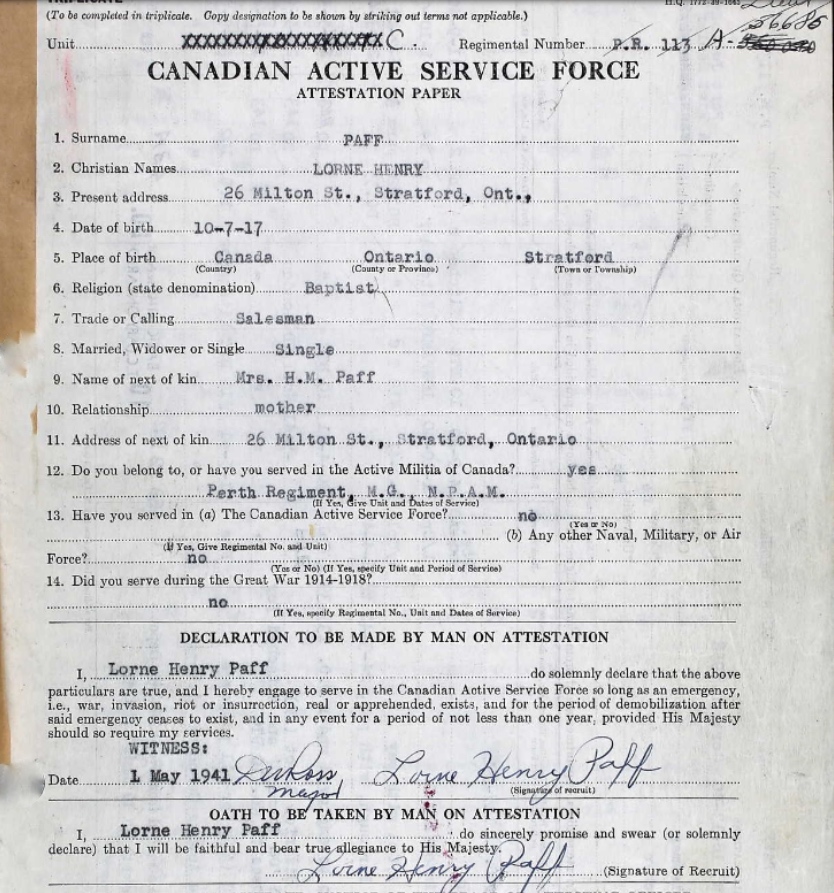 (To be completed in triplicate. Copy designation to be shown by striking out terms not applicable.)
56685
Unit C. Regimental Number P.R. 113 A-
CANADIAN ACTIVE SERVICE FORCE
ATTESTATION PAPER
1. Surname PAFF
2. Christian Names LORNE HENRY
3. Present address 26 Milton St., Stratford, Ont.,
4. Date of birth 10-7-17
5. Place of birth Canada Ontario Stratford
(Country) (County or Province) (Town or Township)
6. Religion (state denomination) Baptist
7. Trade or Calling Salesman
8. Married, Widower or Single Single
9. Name of next of kin Mrs. H.M. Paff
10. Relationship mother
11. Address of next of kin 26 Milton St., Stratford, Ontario
12. Do you belong to, or have you served in the Active Militia of Canada? yes
Perth Regiment, M.G., N.P.A.M.
(If Yes, Give Unit and Dates of Service)
13. Have you served in (a) The Canadian Active Service Force? no
(Yes or No)
(b) Any other Naval, Military, or Air
(If Yes, Give Regimental No. and Unit)
Force? no
(Yes or No) (If Yes, specify Unit and Period of Service)
14. Did you serve during the Great War 1914-1918?
no
(If Yes, specify Regimental No., Unit and Dates of Service)
DECLARATION TO BE MADE BY MAN ON ATTESTATION
I, Lorne Henry Paff do solemnly declare that the above
particulars are true, and I hereby engage to serve in the Canadian Active Service Force so long as an emergency,
i.e., war, invasion, riot or insurrection, real or apprehended, exists, and for the period of demobilization after
said emergency ceases to exist, and in any event for a period of not less than one year, provided His Majesty
should so require my services.
WITNESS:
Date 1 May 1941 Lorne Henry Paff
Major (Signature of recruit)
OATH TO BE TAKEN BY MAN ON ATTESTATION
I, Lorne Henry Paff do sincerely promise and swear (or solemnly
declare) that I will be faithful and bear true allegiance to His Majesty.
Lorne Henry Paff (Signature of Recruit)